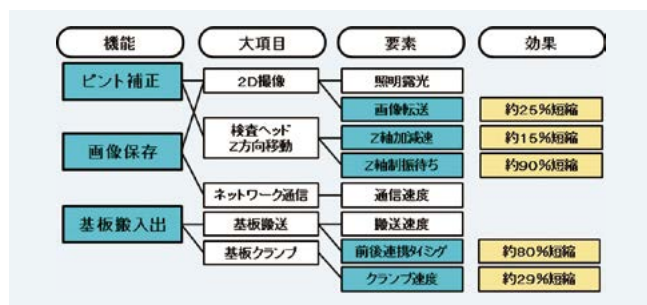 機能 大項目 要素 効果
ピント補正 2D撮像 照明露光
画像転送 約25%短縮
検査ヘッド
Z方向移動
Z軸加減速 約15%短縮
画像保存
Z軸制振待ち 約90%短縮
ネットワーク通信 通信速度
基板搬入出 基板搬送 搬送速度
基板クランプ 前後連携タイミング 約80%短縮
クランプ速度 約29%短縮